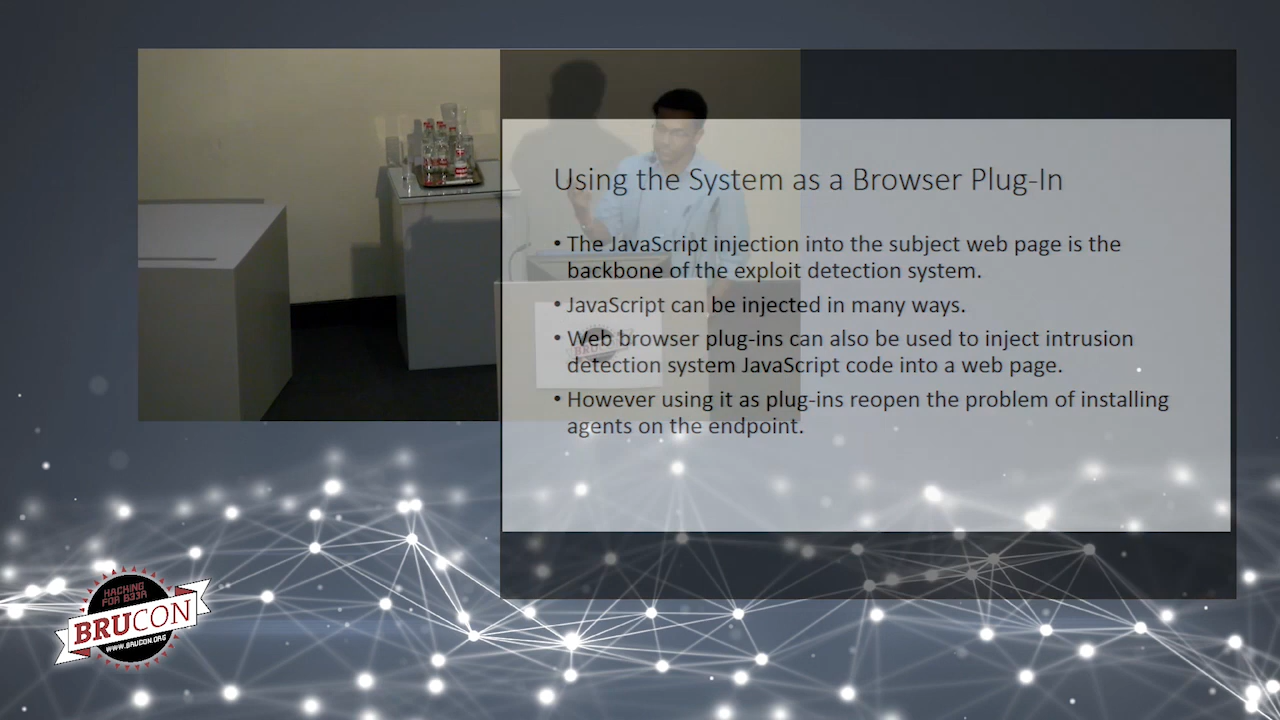 Using the System as a Browser Plug-In
• The JavaScript injection into the subject web page is the
backbone of the exploit detection system.
• JavaScript can be injected in many ways.
• Web browser plug-ins can also be used to inject intrusion
detection system JavaScript code into a web page.
• However using it as plug-ins reopen the problem of installing
agents on the endpoint.
HACKING
FOR B33R
BRUCON
WWW.BRUCON.ORG